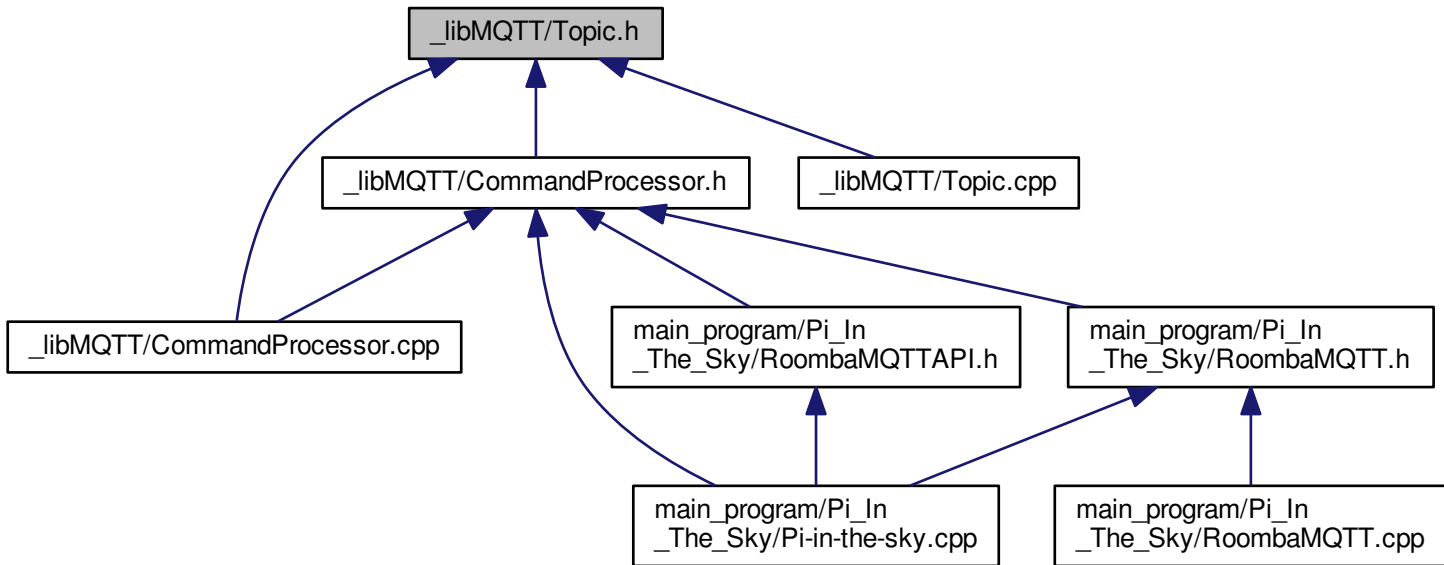 _libMQTT/Topic.h
_libMQTT/CommandProcessor.h
_libMQTT/Topic.cpp
_libMQTT/CommandProcessor.cpp
main_program/Pi_In
_The_Sky/RoombaMQTTAPI.h
main_program/Pi_In
_The_Sky/RoombaMQTT.h
main_program/Pi_In
_The_Sky/Pi-in-the-sky.cpp
main_program/Pi_In
_The_Sky/RoombaMQTT.cpp